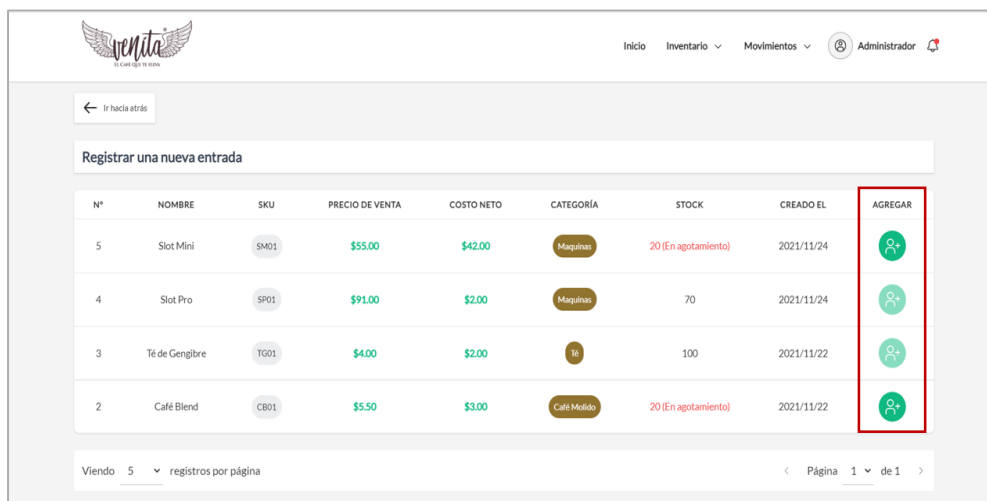 venita
EL CAFÉ QUE TE ELEVA
Inicio Inventario Movimientos Administrador
Ir hacia atrás
Registrar una nueva entrada
N° NOMBRE SKU PRECIO DE VENTA COSTO NETO CATEGORÍA STOCK CREADO EL AGREGAR
5 Slot Mini SM01 $55.00 $42.00 Maquinas 20 (En agotamiento) 2021/11/24
4 Slot Pro SP01 $91.00 $2.00 Maquinas 70 2021/11/24
3 Té de Gengibre TG01 $4.00 $2.00 Té 100 2021/11/22
2 Café Blend CB01 $5.50 $3.00 Café Molido 20 (En agotamiento) 2021/11/22
Viendo 5 registros por página < Página 1 de 1 >